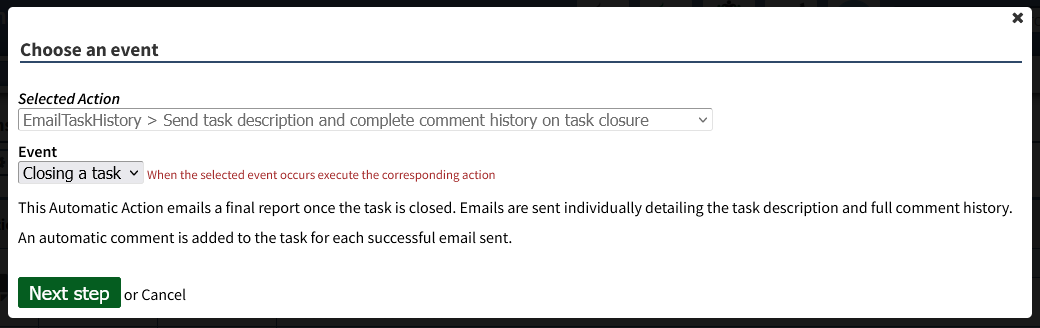 Choose an event
Selected Action
EmailTaskHistory > Send task description and complete comment history on task closure
Event
Closing a task When the selected event occurs execute the corresponding action
This Automatic Action emails a final report once the task is closed. Emails are sent individually detailing the task description and full comment history.
An automatic comment is added to the task for each successful email sent.
Next step or Cancel